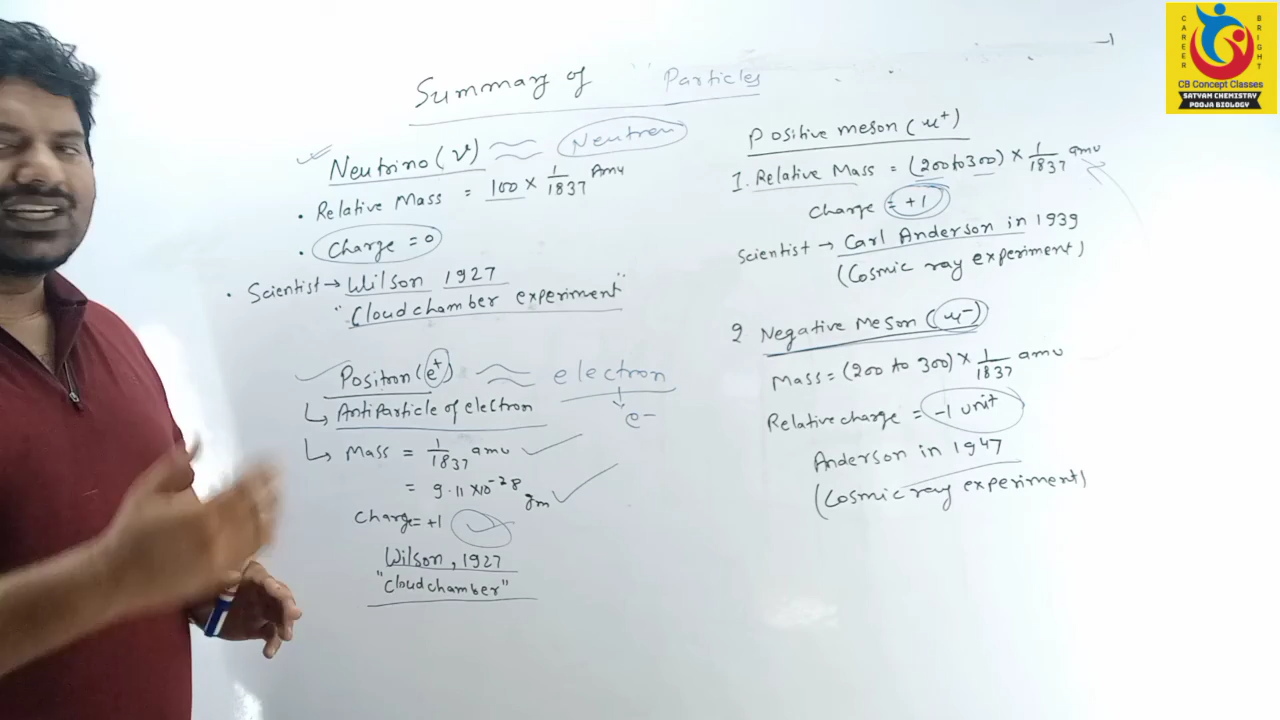 Summary of Particles
Neutrino (ν) ≈ Neutron
• Relative Mass = 100 × 1/1837 Amu
• Charge = 0
• Scientist → Wilson 1927
"Cloudchamber experiment"
Positron (e+) ≈ electron
e-
↳ Antiparticle of electron
↳ Mass = 1/1837 amu
= 9.11 × 10^-28 gm
Charge = +1
Wilson, 1927
"Cloudchamber"
Positive meson (μ+)
1. Relative Mass = (200 to 300) × 1/1837 amu
Charge = +1
Scientist → Carl Anderson in 1939
(Cosmic ray experiment)
2 Negative Meson (μ-)
Mass = (200 to 300) × 1/1837 amu
Relative charge = -1 unit
Anderson in 1947
(Cosmic ray experiment)
CAREER
BRIGHT
CB Concept Classes
SATYAM CHEMISTRY
POOJA BIOLOGY